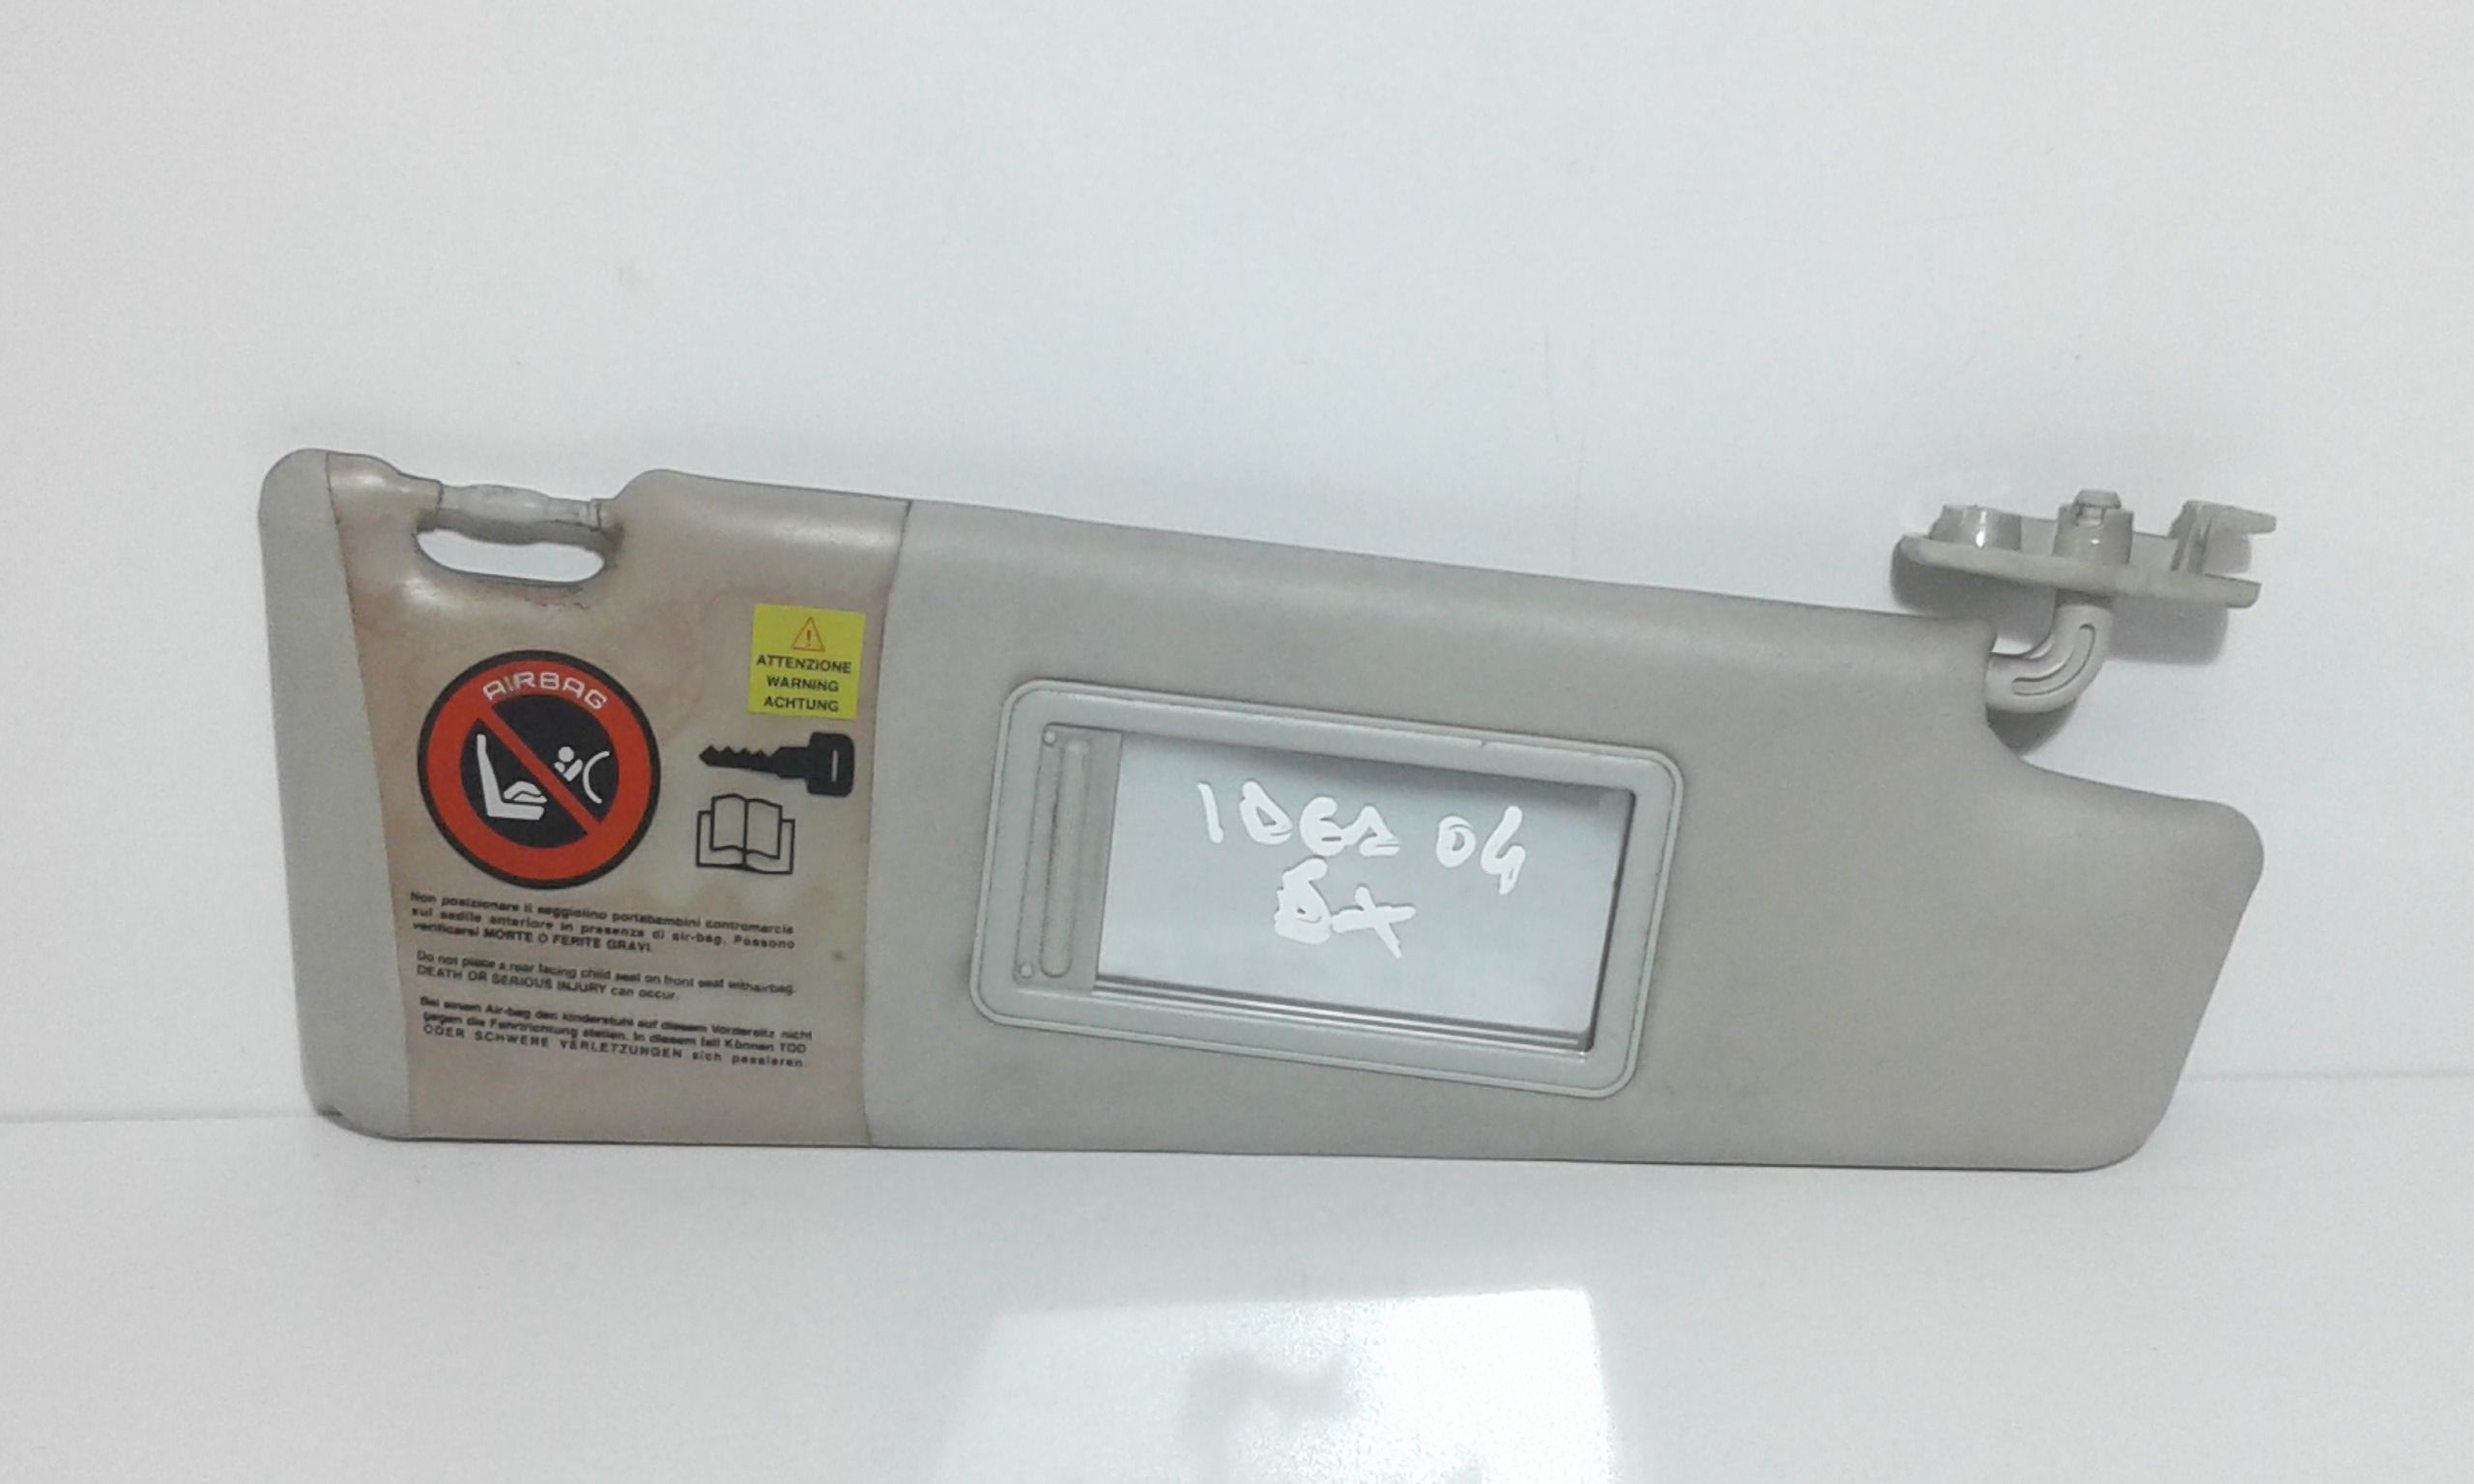 AIRBAG
ATTENZIONE
WARNING
ACHTUNG
Non posizionare il seggiolino portabambini contromarcia
sul sedile anteriore in presenza di air-bag. Possono
verificarsi MORTE O FERITE GRAVI.
Do not place a rear facing child seat on front seat withairbag.
DEATH OR SERIOUS INJURY can occur.
Bei einem Air-bag den kinderstuhl auf diesem Vordersitz nicht
gegen die Fahrtrichtung stellen. In diesem fall Können TOD
ODER SCHWERE VERLETZUNGEN sich passieren.
IDEA 04
DX